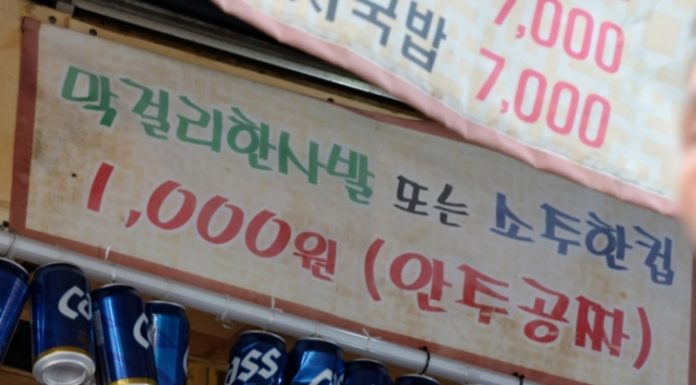 7,000
국밥 7,000
막걸리한사발 또는 소주한컵
1,000원 (안주공짜)